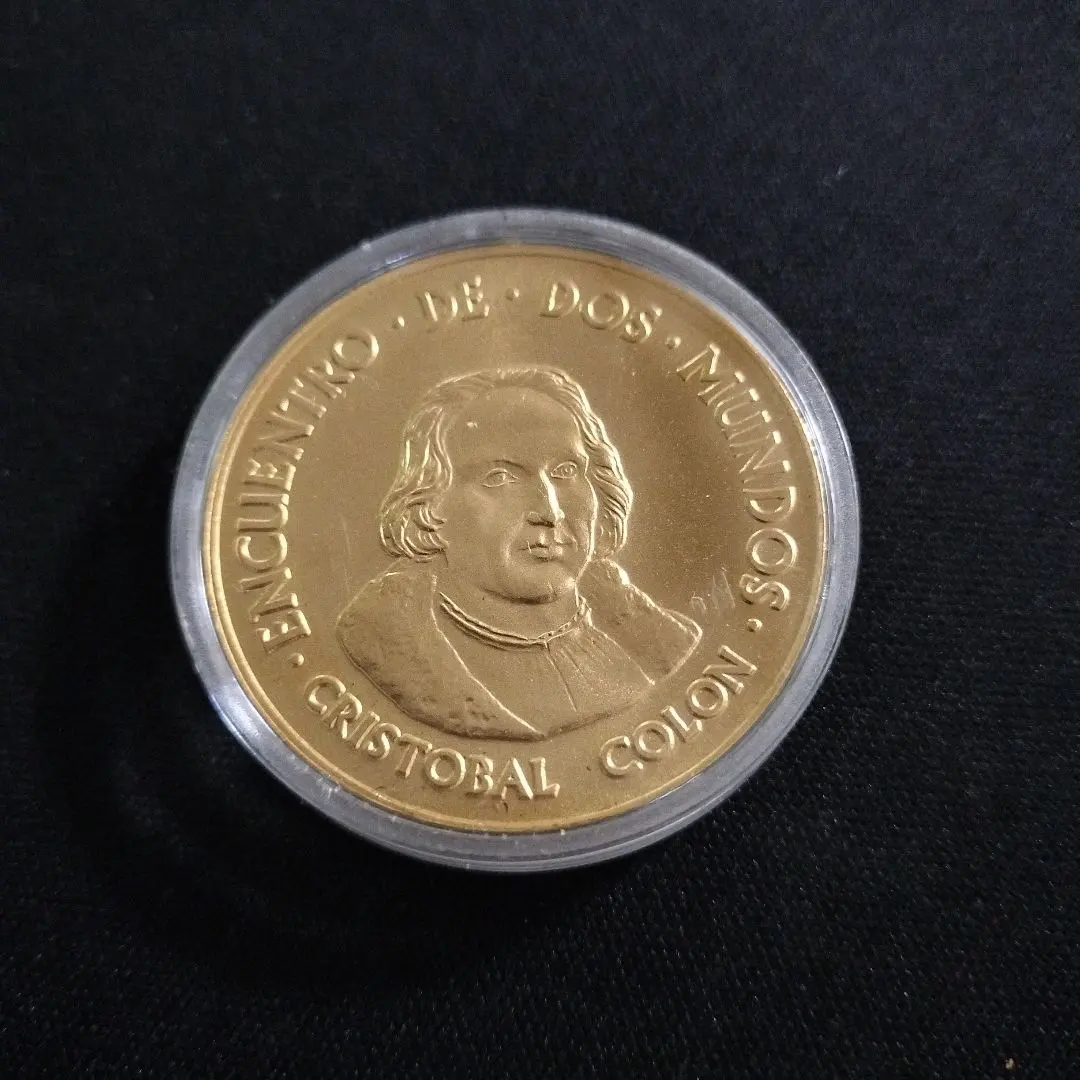 ENCUENTRO · DE · DOS · MUNDOS ·
CRISTOBAL COLON ·